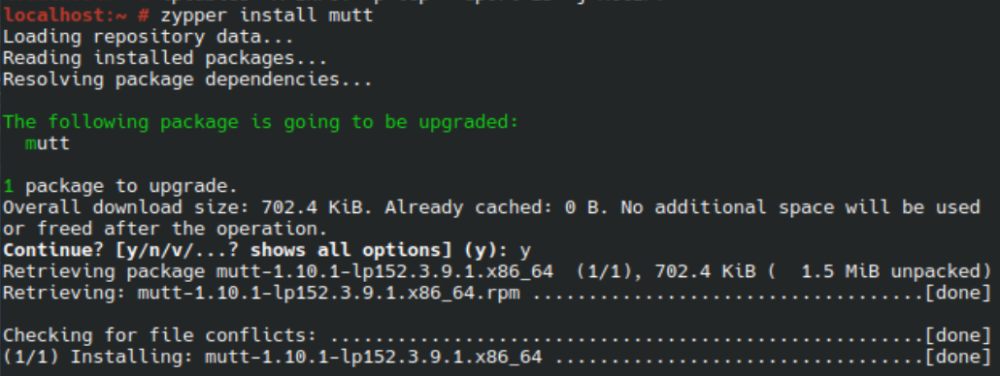 localhost:~ # zypper install mutt
Loading repository data...
Reading installed packages...
Resolving package dependencies...
The following package is going to be upgraded:
mutt
1 package to upgrade.
Overall download size: 702.4 KiB. Already cached: 0 B. No additional space will be used
or freed after the operation.
Continue? [y/n/v/...? shows all options] (y): y
Retrieving package mutt-1.10.1-lp152.3.9.1.x86_64  (1/1), 702.4 KiB (  1.5 MiB unpacked)
Retrieving: mutt-1.10.1-lp152.3.9.1.x86_64.rpm ...................................[done]
Checking for file conflicts: .....................................................[done]
(1/1) Installing: mutt-1.10.1-lp152.3.9.1.x86_64 .................................[done]